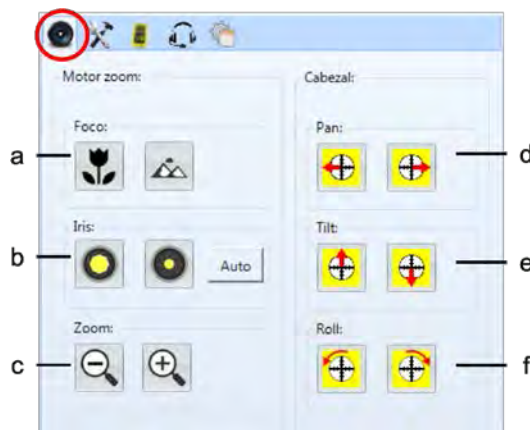 Motor zoom:
Cabezal:
Foco:
Pan:
a
d
Iris:
Tilt:
b
Auto
e
Zoom:
Roll:
c
f